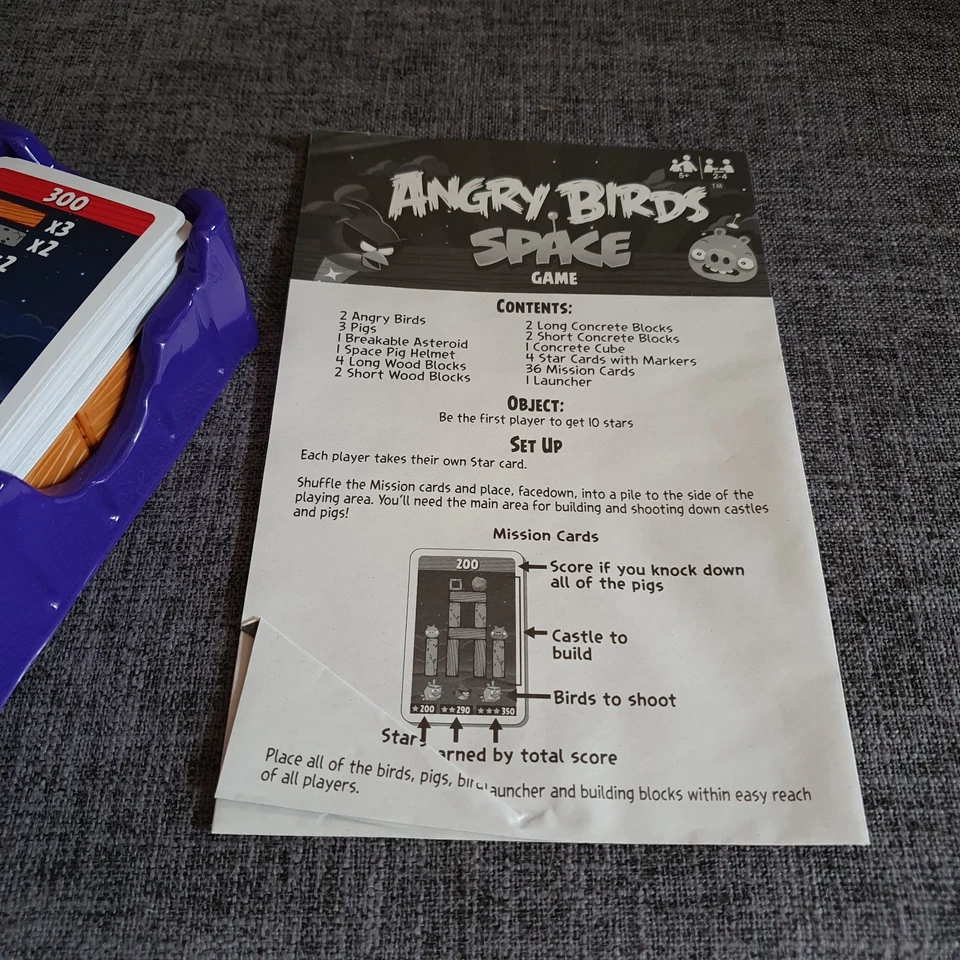 300
x3
x2
2
5+
2-4
ANGRY BIRDS
TM
SPACE
GAME
CONTENTS:
2 Angry Birds
3 Pigs
1 Breakable Asteroid
1 Space Pig Helmet
4 Long Wood Blocks
2 Short Wood Blocks
2 Long Concrete Blocks
2 Short Concrete Blocks
1 Concrete Cube
4 Star Cards with Markers
36 Mission Cards
1 Launcher
OBJECT:
Be the first player to get 10 stars
SET UP
Each player takes their own Star card.
Shuffle the Mission cards and place, facedown, into a pile to the side of the
playing area. You'll need the main area for building and shooting down castles
and pigs!
Mission Cards
200
Score if you knock down
all of the pigs
Castle to
build
Birds to shoot
★200 ★★290 ★★★350
Stars arned by total score
Place all of the birds, pigs, bir launcher and building blocks within easy reach
of all players.